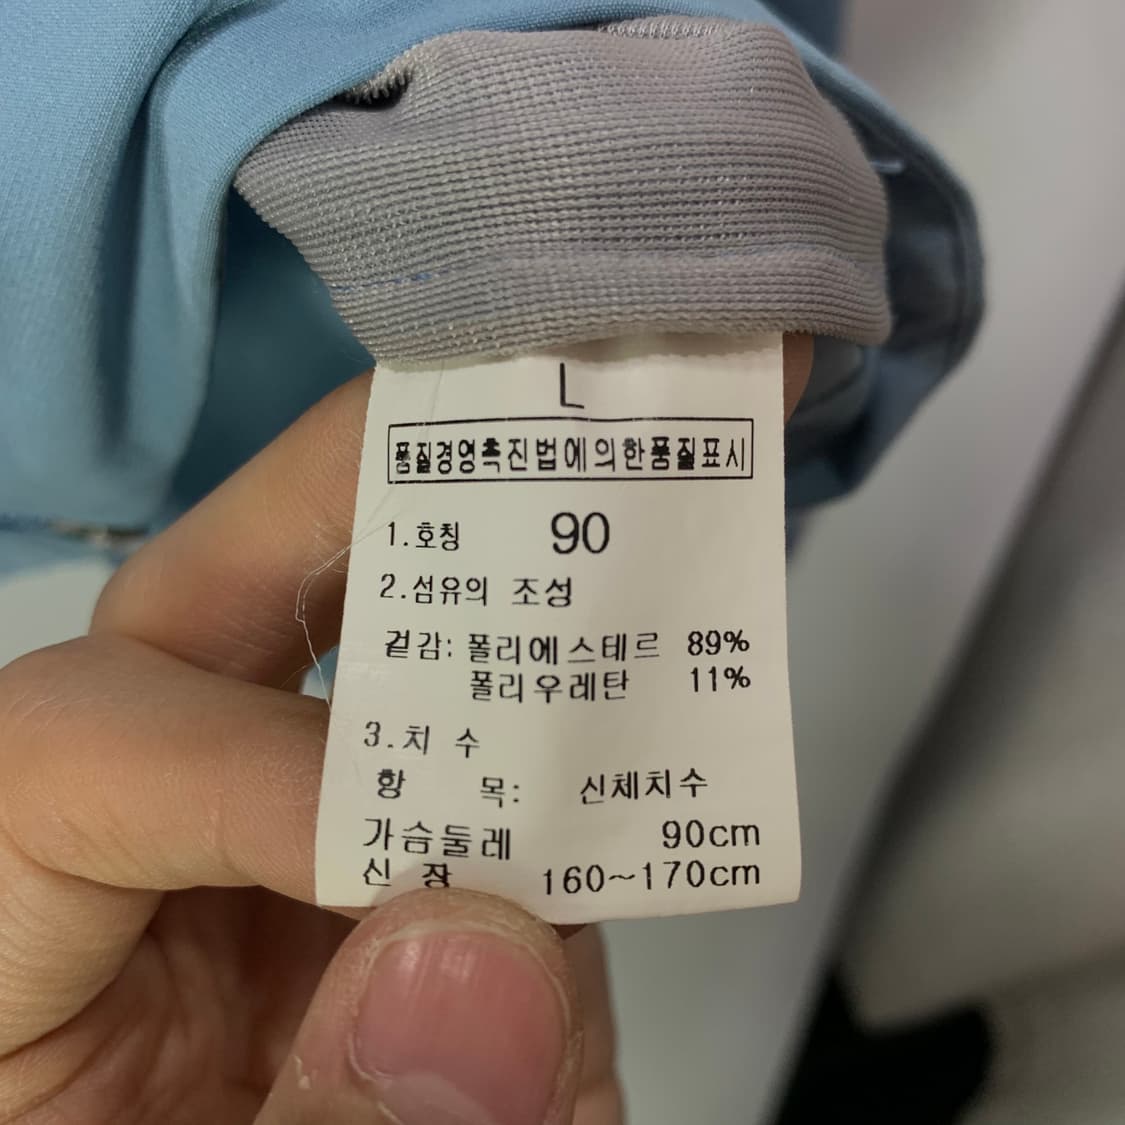 L
품질경영촉진법에의한품질표시
1.호칭 90
2.섬유의 조성
겉감: 폴리에스테르 89%
폴리우레탄 11%
3.치 수
항 목: 신체치수
가슴둘레 90cm
신 장 160~170cm